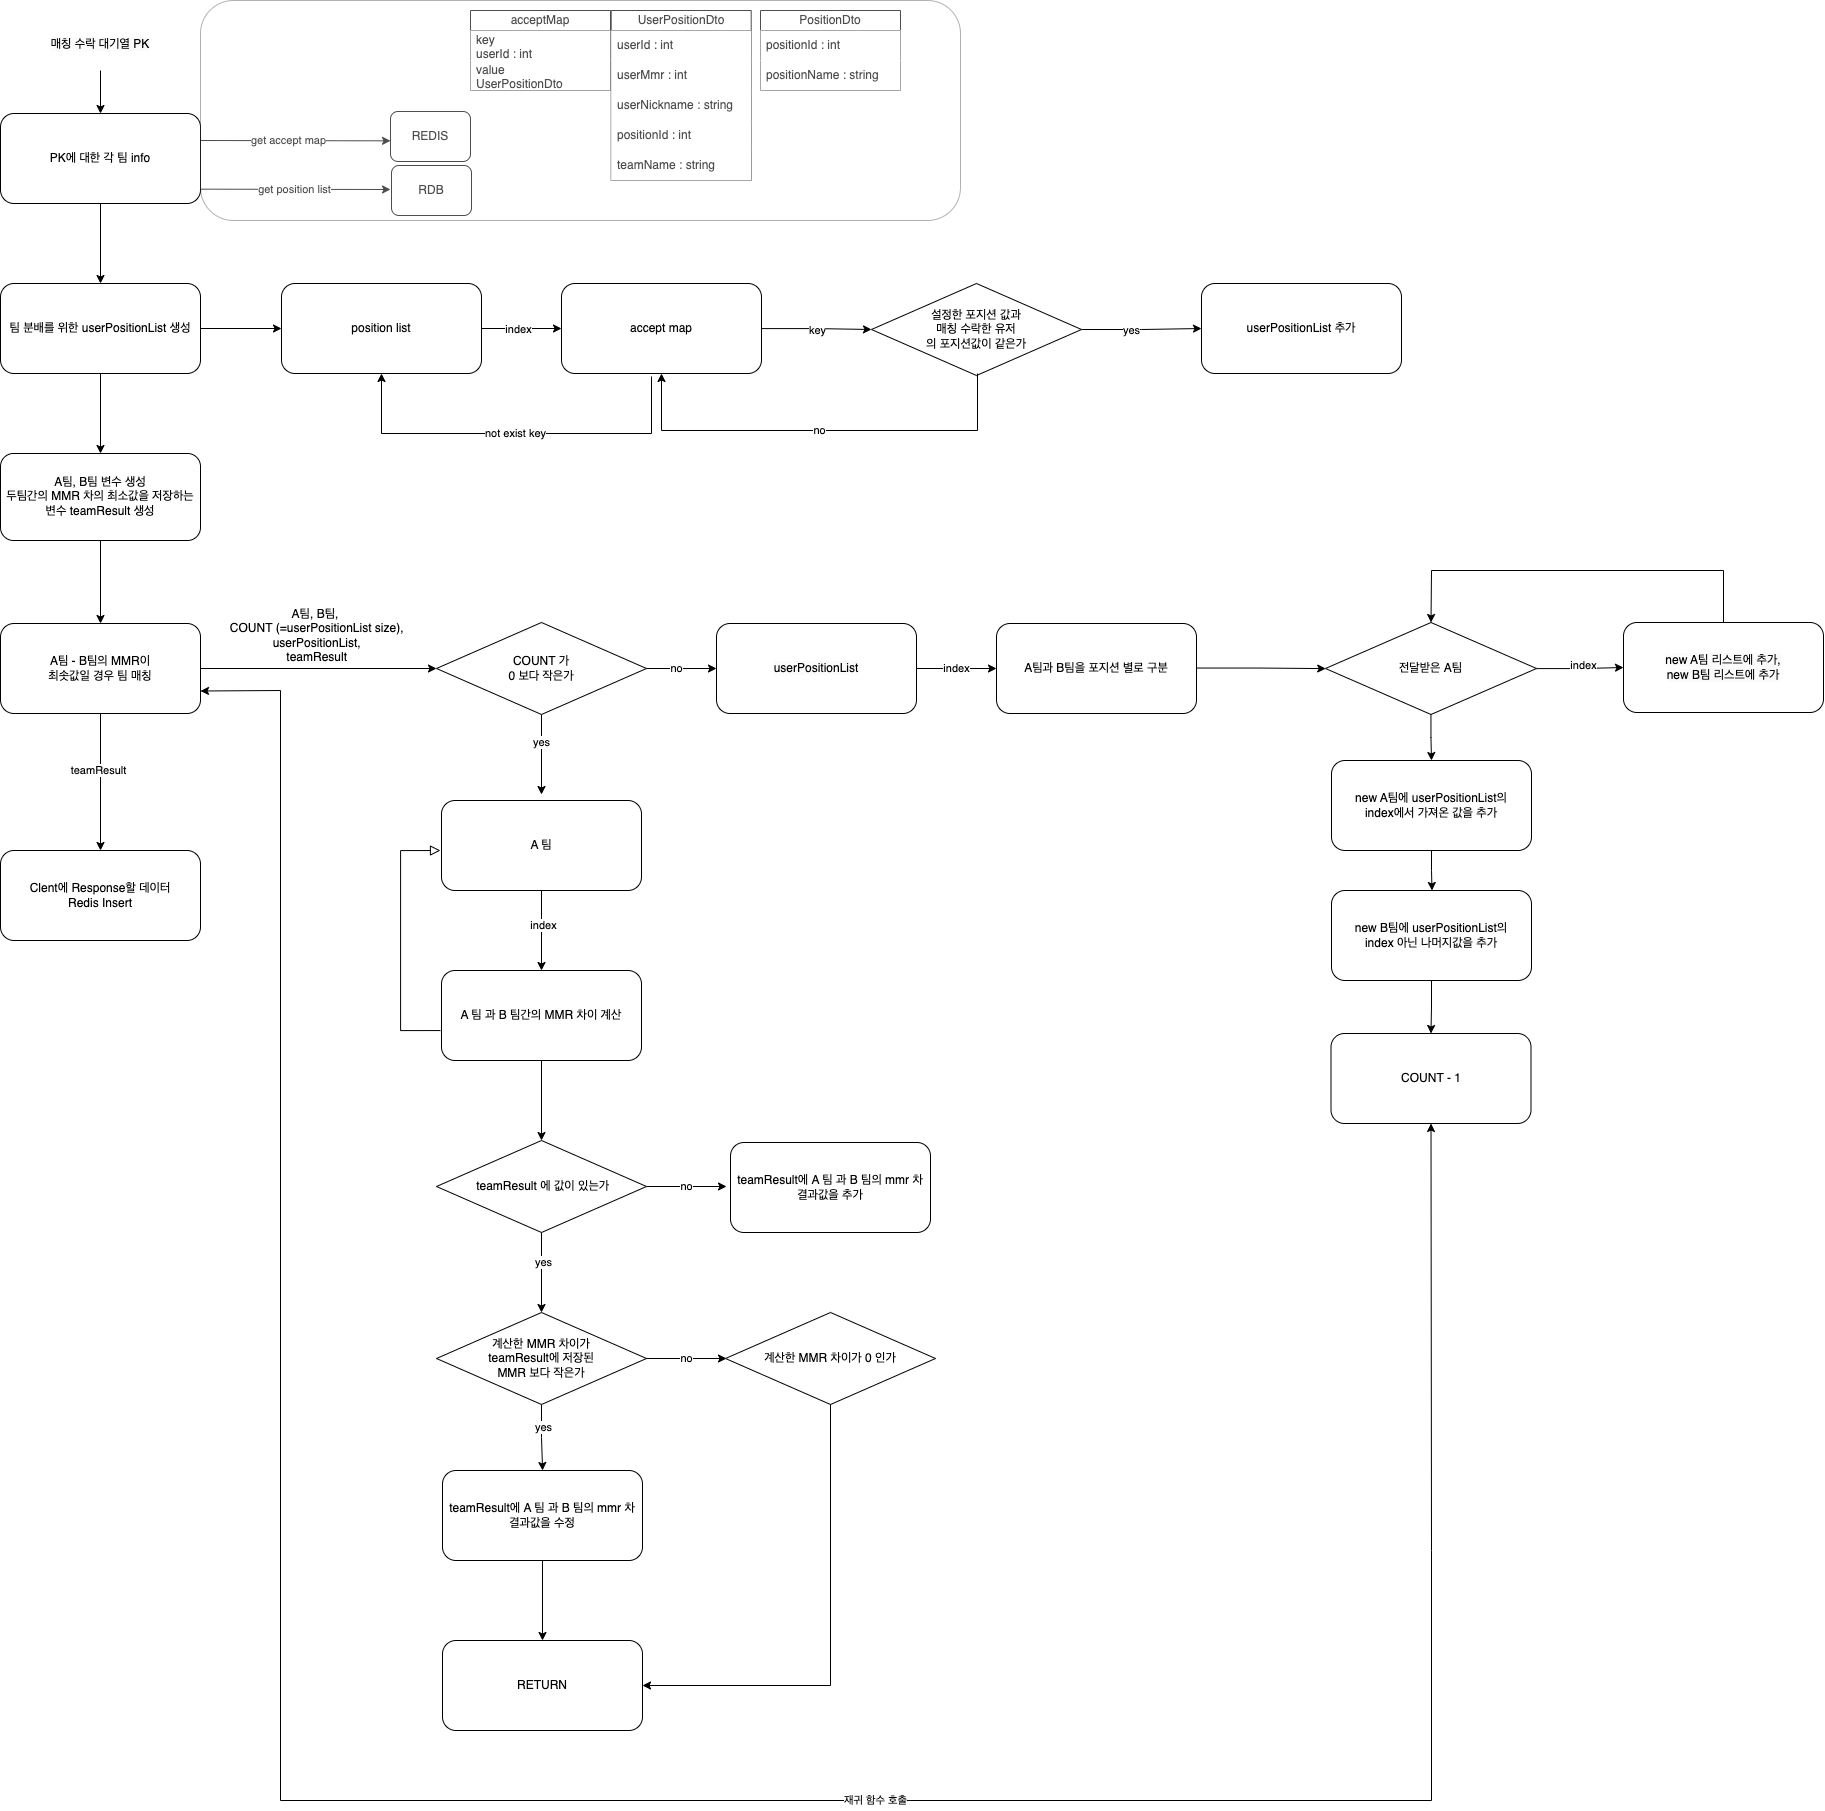 매칭 수락 대기열 PK
acceptMap
key
userId : int
value
UserPositionDto
UserPositionDto
userId : int
userMmr : int
userNickname : string
positionId : int
teamName : string
PositionDto
positionId : int
positionName : string
PK에 대한 각 팀 info
get accept map
REDIS
get position list
RDB
팀 분배를 위한 userPositionList 생성
position list
index
accept map
key
설정한 포지션 값과
매칭 수락한 유저
의 포지션값이 같은가
yes
userPositionList 추가
not exist key
no
A팀, B팀 변수 생성
두팀간의 MMR 차의 최소값을 저장하는
변수 teamResult 생성
A팀 - B팀의 MMR이
최솟값일 경우 팀 매칭
A팀, B팀,
COUNT (=userPositionList size),
userPositionList,
teamResult
COUNT 가
0 보다 작은가
no
userPositionList
index
A팀과 B팀을 포지션 별로 구분
전달받은 A팀
index
new A팀 리스트에 추가,
new B팀 리스트에 추가
yes
teamResult
Clent에 Response할 데이터
Redis Insert
A 팀
index
A 팀 과 B 팀간의 MMR 차이 계산
new A팀에 userPositionList의
index에서 가져온 값을 추가
new B팀에 userPositionList의
index 아닌 나머지값을 추가
COUNT - 1
teamResult 에 값이 있는가
no
teamResult에 A 팀 과 B 팀의 mmr 차
결과값을 추가
yes
계산한 MMR 차이가
teamResult에 저장된
MMR 보다 작은가
no
계산한 MMR 차이가 0 인가
yes
teamResult에 A 팀 과 B 팀의 mmr 차
결과값을 수정
RETURN
재귀 함수 호출